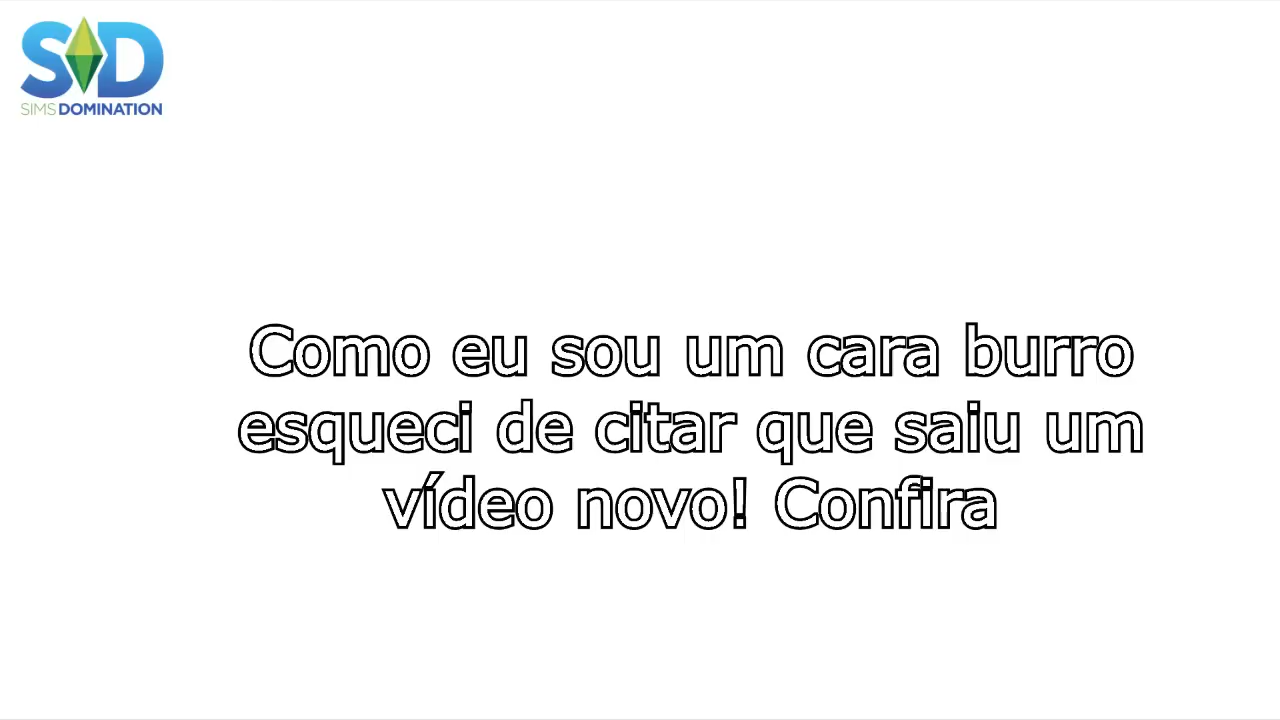 SD
SIMS DOMINATION
Como eu sou um cara burro
esqueci de citar que saiu um
vídeo novo! Confira